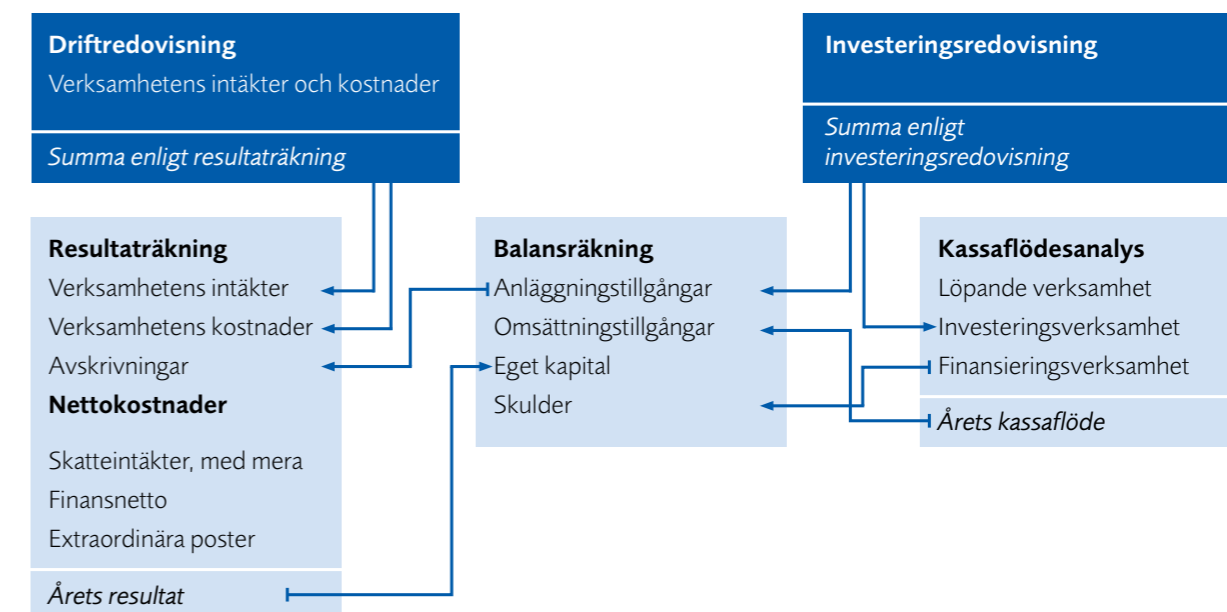 Driftredovisning
Verksamhetens intäkter och kostnader
Summa enligt resultaträkning
Investeringsredovisning
Summa enligt
investeringsredovisning
Resultaträkning
Verksamhetens intäkter
Verksamhetens kostnader
Avskrivningar
Nettokostnader
Skatteintäkter, med mera
Finansnetto
Extraordinära poster
Årets resultat
Balansräkning
Anläggningstillgångar
Omsättningstillgångar
Eget kapital
Skulder
Kassaflödesanalys
Löpande verksamhet
Investeringsverksamhet
Finansieringsverksamhet
Årets kassaflöde